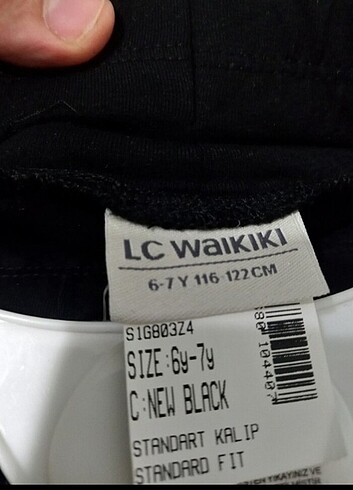 LC WAIKIKI
6-7 Y 116-122 CM
S1G803Z4
SIZE:6y-7y
C:NEW BLACK
STANDART KALIP
STANDARD FIT